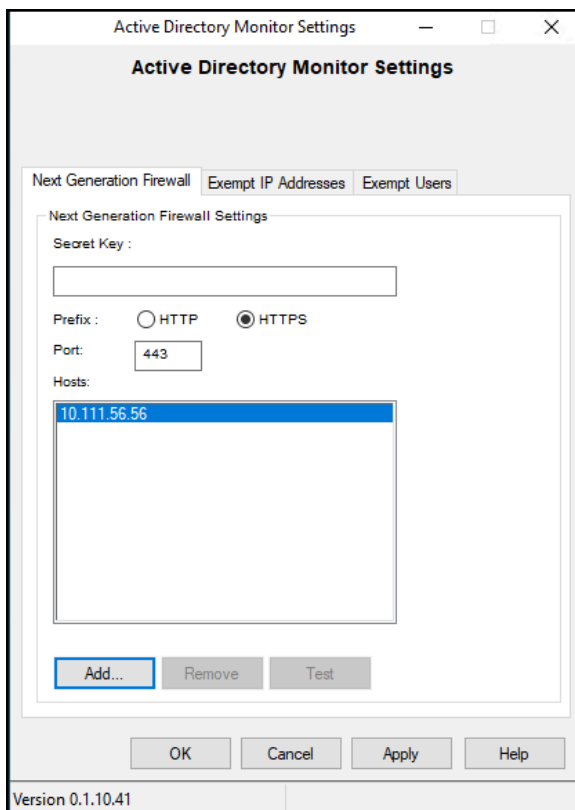 Active Directory Monitor Settings
Active Directory Monitor Settings
Next Generation Firewall Exempt IP Addresses Exempt Users
Next Generation Firewall Settings
Secret Key :
Prefix : HTTP HTTPS
Port: 443
Hosts:
10.111.56.56
Add... Remove Test
OK Cancel Apply Help
Version 0.1.10.41